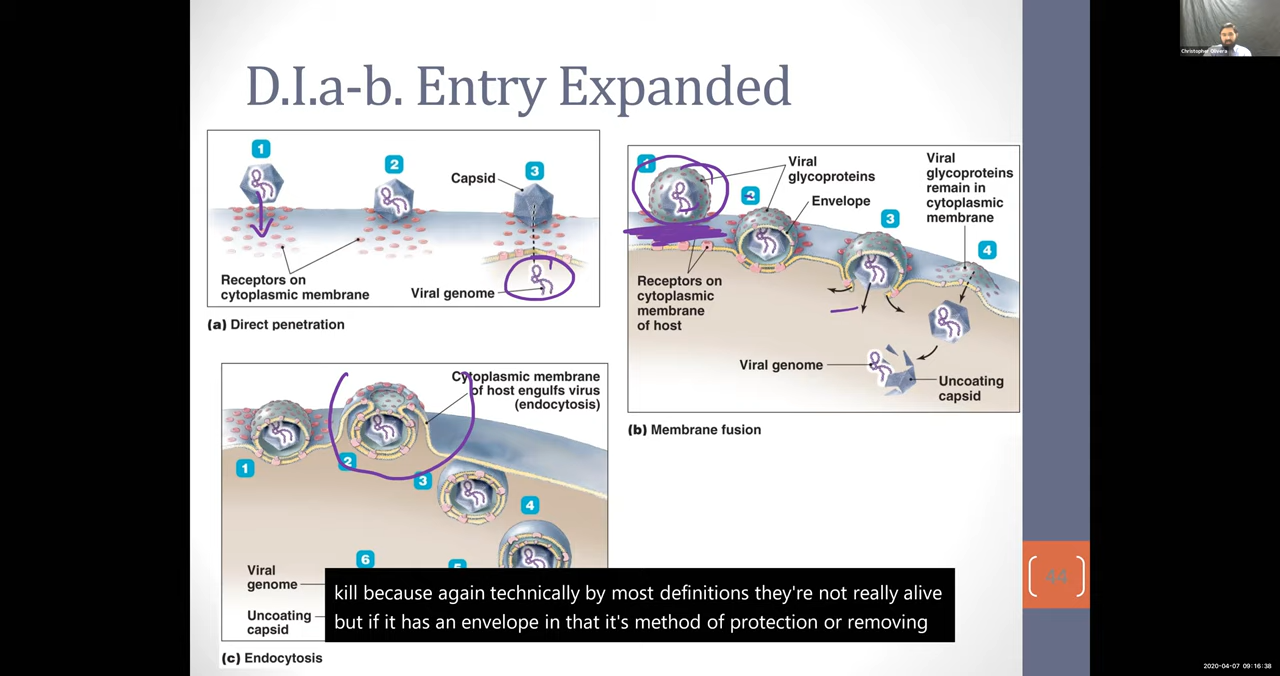 Christopher Olivera
D.I.a-b. Entry Expanded
1
2
3
Capsid
Receptors on
cytoplasmic membrane
Viral genome
(a) Direct penetration
1
2
3
4
Viral
glycoproteins
Envelope
Viral
glycoproteins
remain in
cytoplasmic
membrane
Receptors on
cytoplasmic
membrane
of host
Viral genome
Uncoating
capsid
(b) Membrane fusion
Cytoplasmic membrane
of host engulfs virus
(endocytosis)
1
2
3
4
6
Viral
genome
Uncoating
capsid
(c) Endocytosis
44
kill because again technically by most definitions they're not really alive
but if it has an envelope in that it's method of protection or removing
2020-04-07 09:16:38